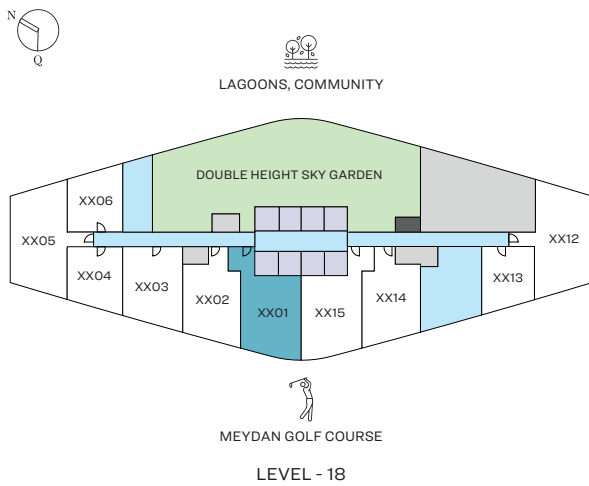 N
Q
LAGOONS, COMMUNITY
DOUBLE HEIGHT SKY GARDEN
XX06
XX05
XX12
XX04
XX03
XX02
XX01
XX15
XX14
XX13
MEYDAN GOLF COURSE
LEVEL - 18